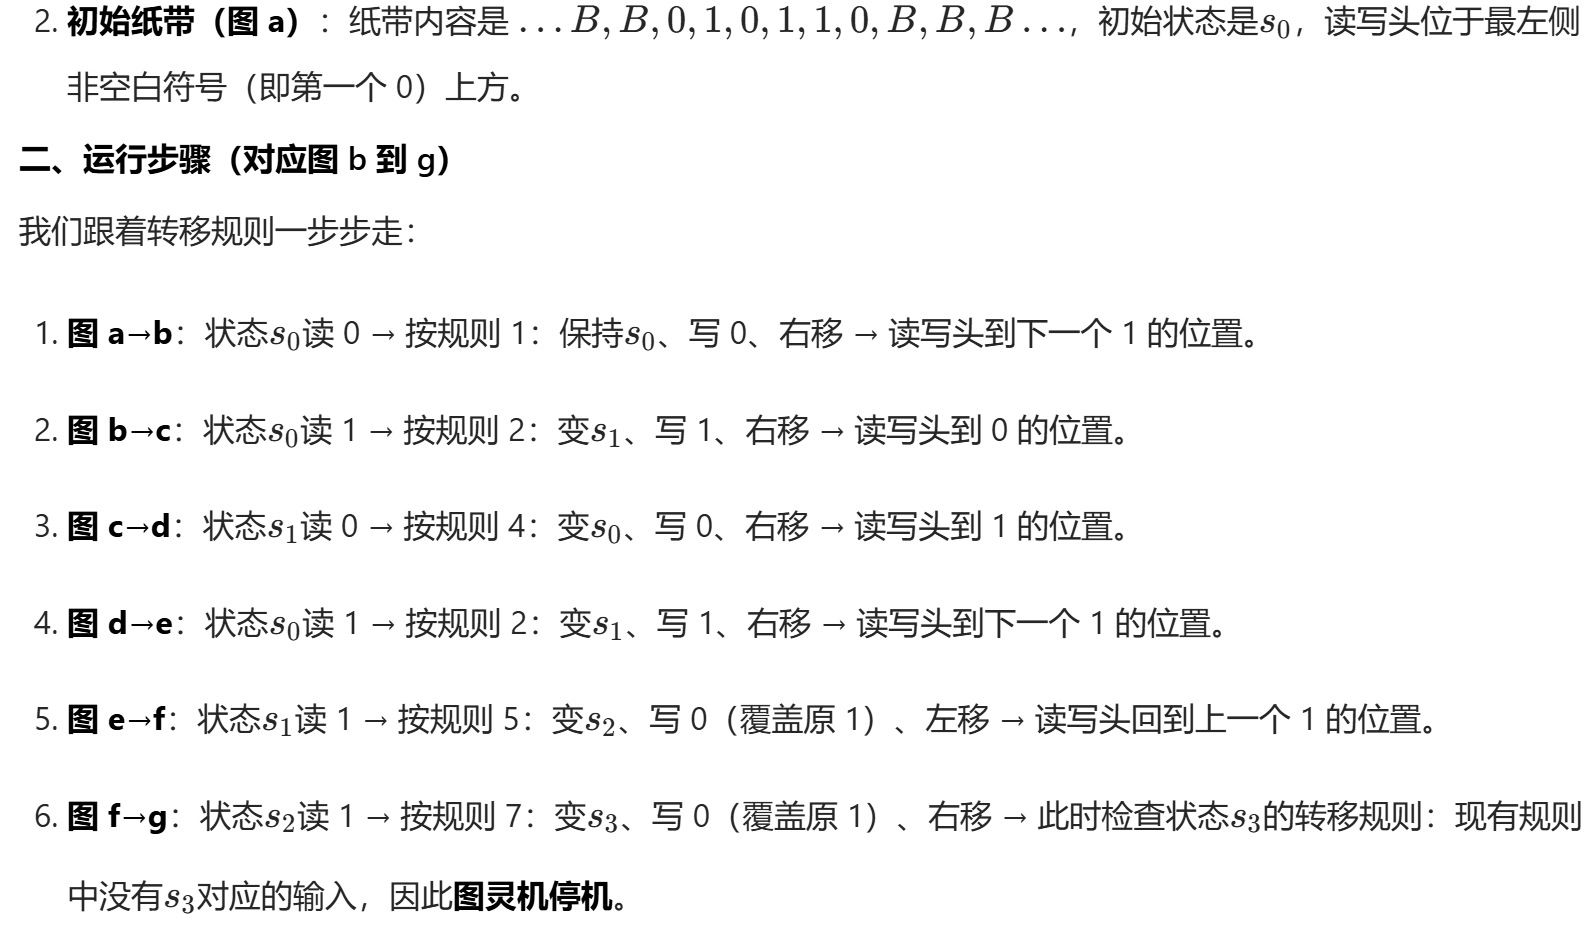 2. 初始纸带（图 a）：纸带内容是 …B, B, 0, 1, 0, 1, 1, 0, B, B, B…，初始状态是s₀，读写头位于最左侧
非空白符号（即第一个 0）上方。
二、运行步骤（对应图 b 到 g）
我们跟着转移规则一步步走：
1. 图 a→b：状态s₀读 0 → 按规则 1：保持s₀、写 0、右移 → 读写头到下一个 1 的位置。
2. 图 b→c：状态s₀读 1 → 按规则 2：变s₁、写 1、右移 → 读写头到 0 的位置。
3. 图 c→d：状态s₁读 0 → 按规则 4：变s₀、写 0、右移 → 读写头到 1 的位置。
4. 图 d→e：状态s₀读 1 → 按规则 2：变s₁、写 1、右移 → 读写头到下一个 1 的位置。
5. 图 e→f：状态s₁读 1 → 按规则 5：变s₂、写 0（覆盖原 1）、左移 → 读写头回到上一个 1 的位置。
6. 图 f→g：状态s₂读 1 → 按规则 7：变s₃、写 0（覆盖原 1）、右移 → 此时检查状态s₃的转移规则：现有规则
中没有s₃对应的输入，因此图灵机停机。